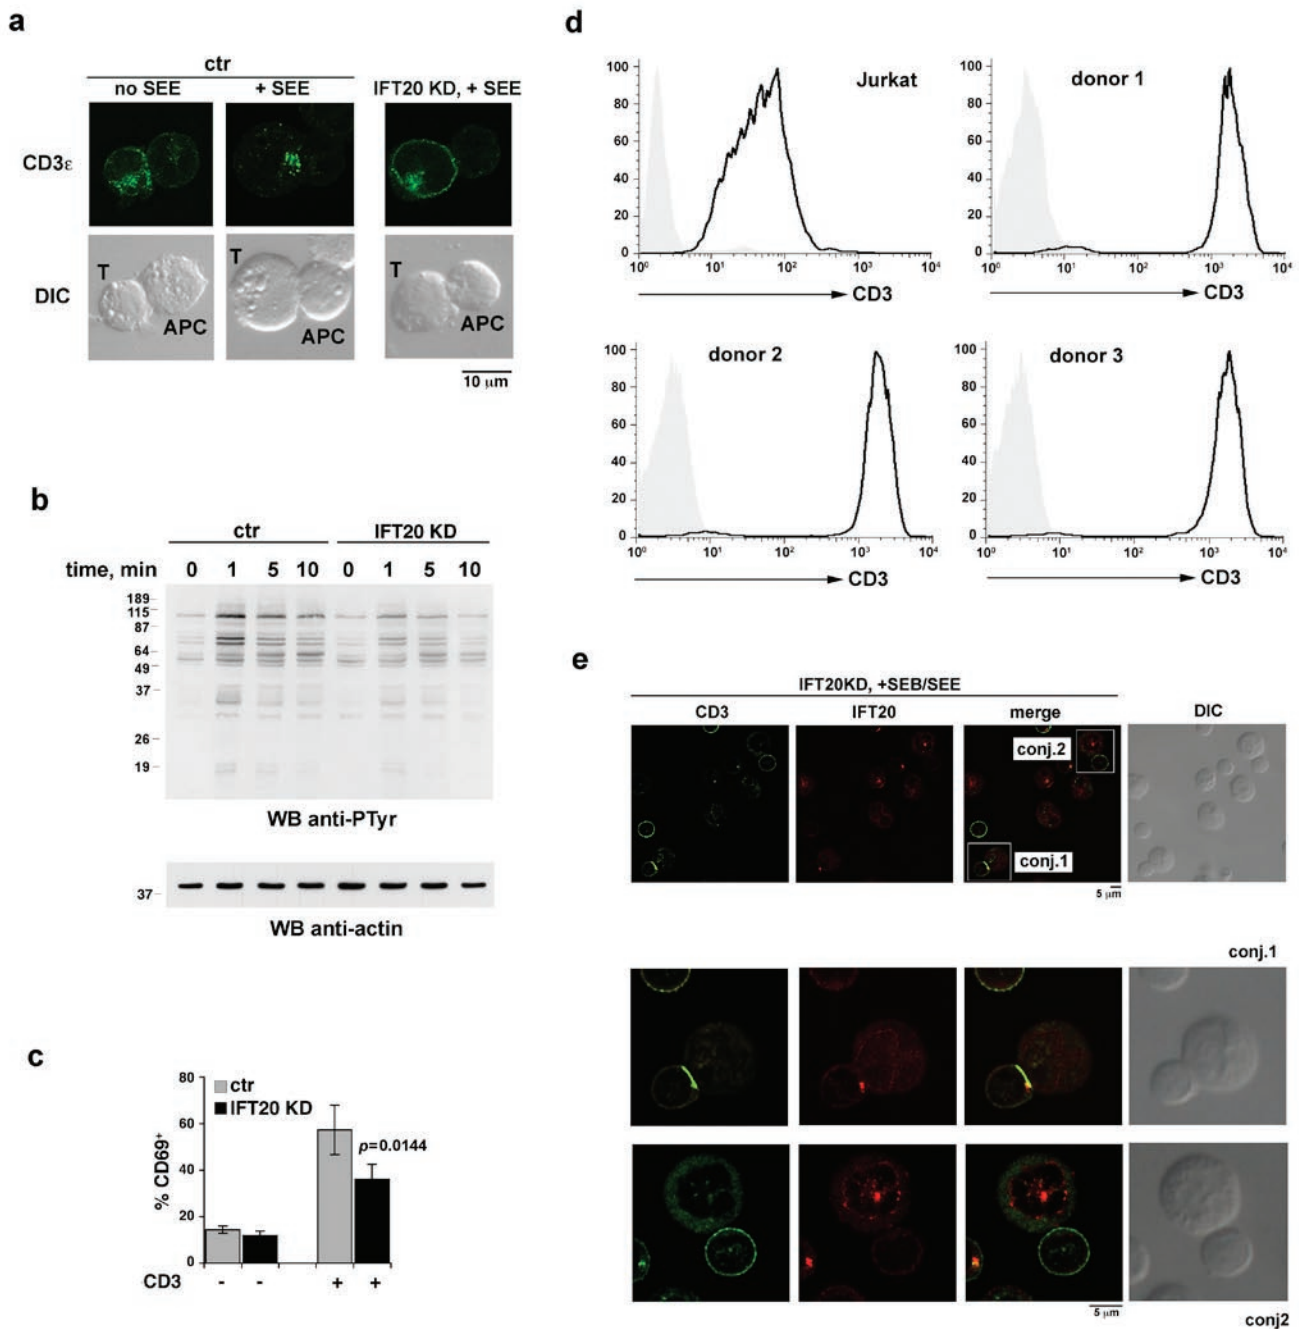 a
ctr
no SEE + SEE IFT20 KD, + SEE
CD3ε
DIC
T APC
T APC
T APC
10 μm
b
ctr IFT20 KD
time, min 0 1 5 10 0 1 5 10
189
115
87
64
49
37
26
19
WB anti-PTyr
37
WB anti-actin
c
80
60
40
20
0
% CD69+
ctr
IFT20 KD
p=0.0144
CD3 - - + +
d
Jurkat
100
80
60
40
20
0
10⁰ 10¹ 10² 10³ 10⁴
CD3
donor 1
100
80
60
40
20
0
10⁰ 10¹ 10² 10³ 10⁴
CD3
donor 2
100
80
60
40
20
0
10⁰ 10¹ 10² 10³ 10⁴
CD3
donor 3
100
80
60
40
20
0
10⁰ 10¹ 10² 10³ 10⁴
CD3
e
IFT20KD, +SEB/SEE
CD3 IFT20 merge DIC
conj.2
conj.1
5 μm
conj.1
5 μm
conj2